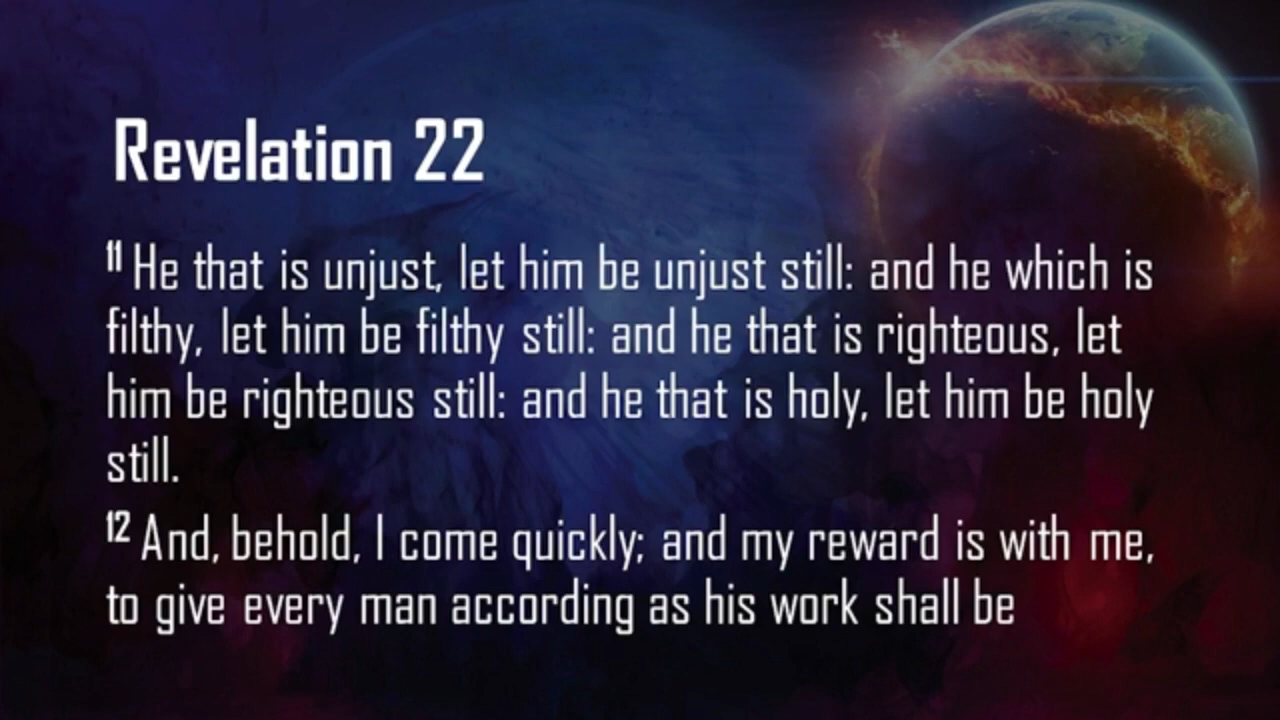 Revelation 22
11 He that is unjust, let him be unjust still: and he which is
filthy, let him be filthy still: and he that is righteous, let
him be righteous still: and he that is holy, let him be holy
still.
12 And, behold, I come quickly; and my reward is with me,
to give every man according as his work shall be